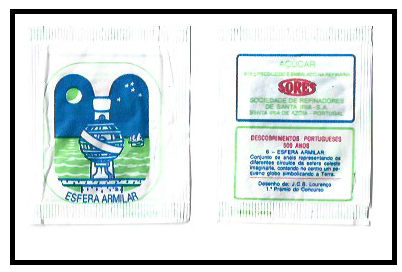 ESFERA ARMILAR
AÇÚCAR
SORES
SOCIEDADE DE REFINADORES
DE SANTA IRIA - S.A.
SANTA IRIA DE AZÓIA - PORTUGAL
DESCOBRIMENTOS PORTUGUESES
500 ANOS
6 - ESFERA ARMILAR
Conjunto de anéis representando os
diferentes círculos da esfera celeste
imaginária, contendo no centro um pe-
queno globo simbolizando a Terra.
Desenho de: J.C.B. Lourenço
1.º Prémio do Concurso